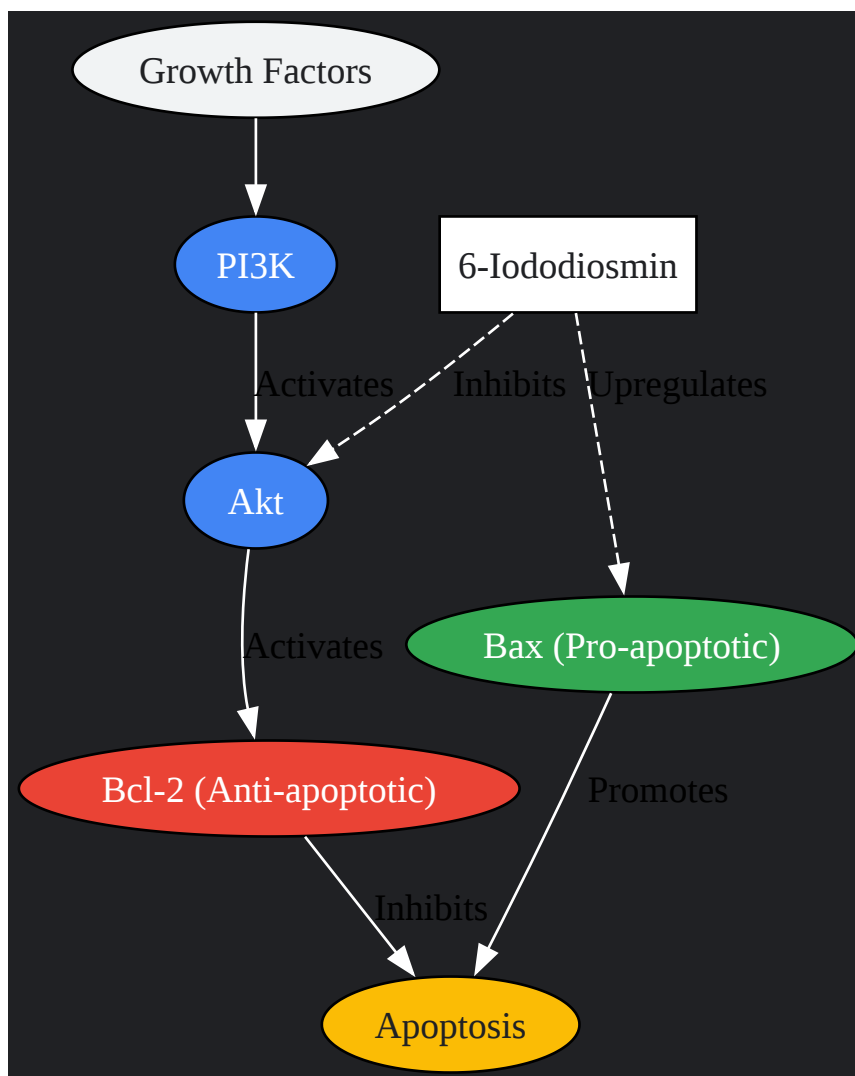 Growth Factors
PI3K
6-Iododiosmin
Activates
Inhibits
Upregulates
Akt
Activates
Bax (Pro-apoptotic)
Bcl-2 (Anti-apoptotic)
Promotes
Inhibits
Apoptosis